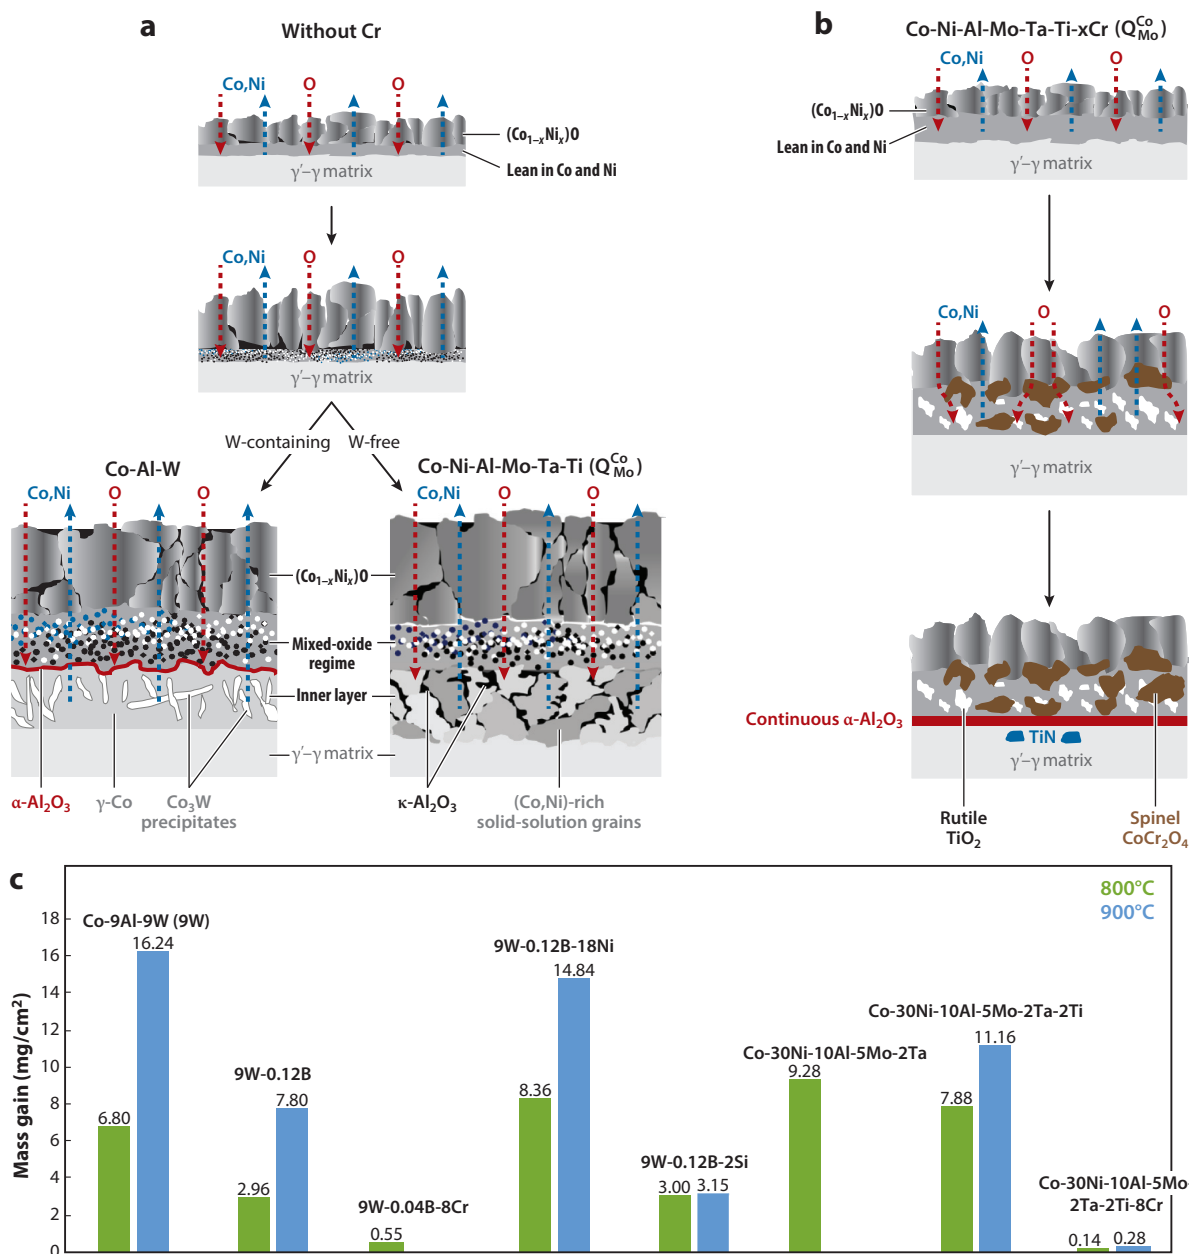 a
Without Cr
Co,Ni O O
(Co₁₋ₓNiₓ)O
Lean in Co and Ni
γ′–γ matrix
Co,Ni O O
γ′–γ matrix
W-containing W-free
Co-Al-W
Co-Ni-Al-Mo-Ta-Ti (Q^Co_Mo)
Co,Ni O O
Co,Ni O O
(Co₁₋ₓNiₓ)O
Mixed-oxide
regime
Inner layer
γ′–γ matrix
α-Al₂O₃
γ-Co
Co₃W
precipitates
κ-Al₂O₃
(Co,Ni)-rich
solid-solution grains
b
Co-Ni-Al-Mo-Ta-Ti-xCr (Q^Co_Mo)
Co,Ni O O
(Co₁₋ₓNiₓ)O
Lean in Co and Ni
γ′–γ matrix
Co,Ni O O
γ′–γ matrix
Continuous α-Al₂O₃
TiN
γ′–γ matrix
Rutile
TiO₂
Spinel
CoCr₂O₄
c
800°C
900°C
Mass gain (mg/cm²)
18
16
14
12
10
8
6
4
2
0
Co-9Al-9W (9W)
6.80
16.24
9W-0.12B
2.96
7.80
9W-0.04B-8Cr
0.55
9W-0.12B-18Ni
8.36
14.84
9W-0.12B-2Si
3.00
3.15
Co-30Ni-10Al-5Mo-2Ta
9.28
Co-30Ni-10Al-5Mo-2Ta-2Ti
7.88
11.16
Co-30Ni-10Al-5Mo-
2Ta-2Ti-8Cr
0.14
0.28